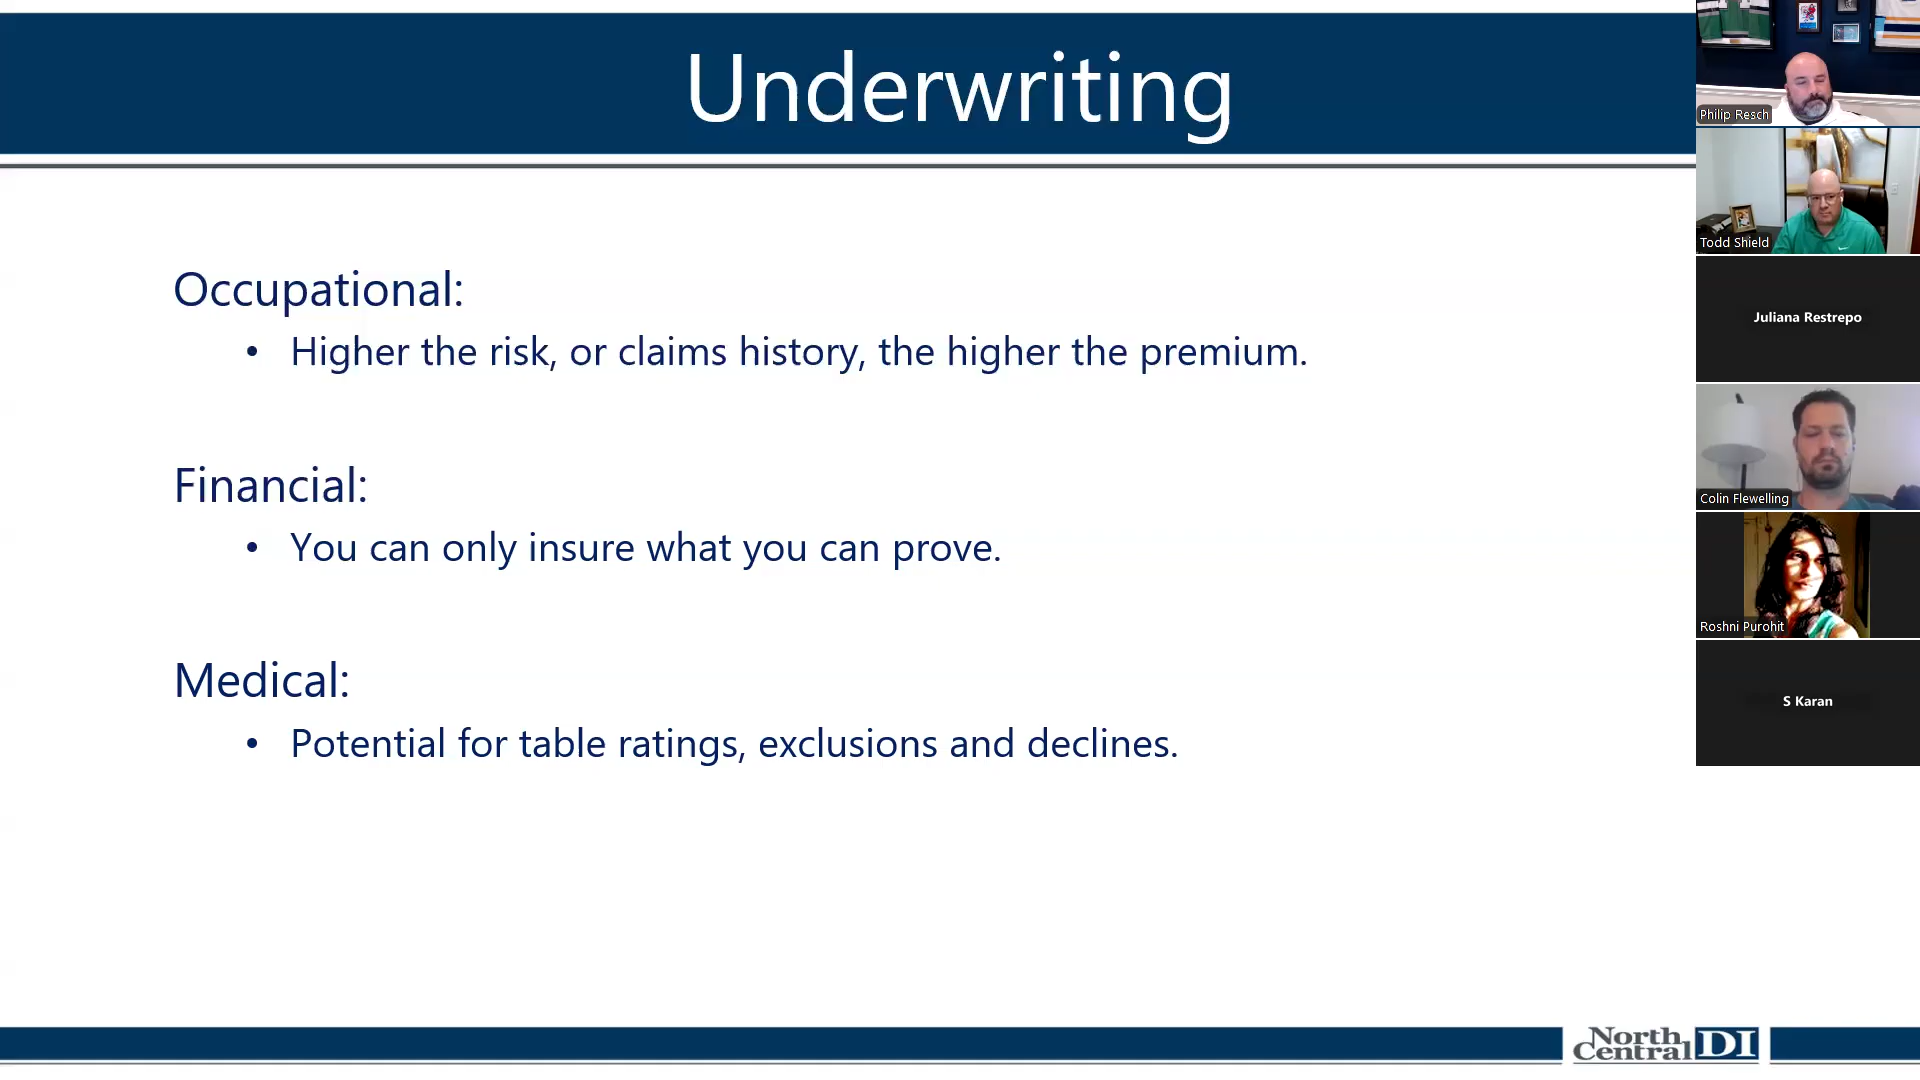 Underwriting
Occupational:
• Higher the risk, or claims history, the higher the premium.
Financial:
• You can only insure what you can prove.
Medical:
• Potential for table ratings, exclusions and declines.
Philip Resch
Todd Shield
Juliana Restrepo
Colin Flewelling
Roshni Purohit
S Karan
North
Central DI